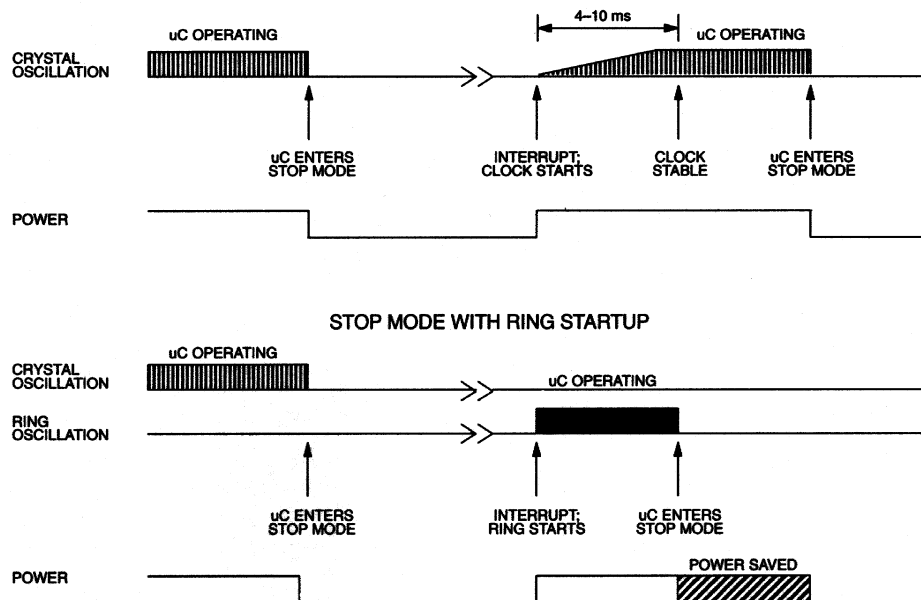 4–10 ms
uC OPERATING
uC OPERATING
CRYSTAL
OSCILLATION
uC ENTERS
STOP MODE
INTERRUPT;
CLOCK STARTS
CLOCK
STABLE
uC ENTERS
STOP MODE
POWER
STOP MODE WITH RING STARTUP
uC OPERATING
CRYSTAL
OSCILLATION
uC OPERATING
RING
OSCILLATION
uC ENTERS
STOP MODE
INTERRUPT;
RING STARTS
uC ENTERS
STOP MODE
POWER SAVED
POWER